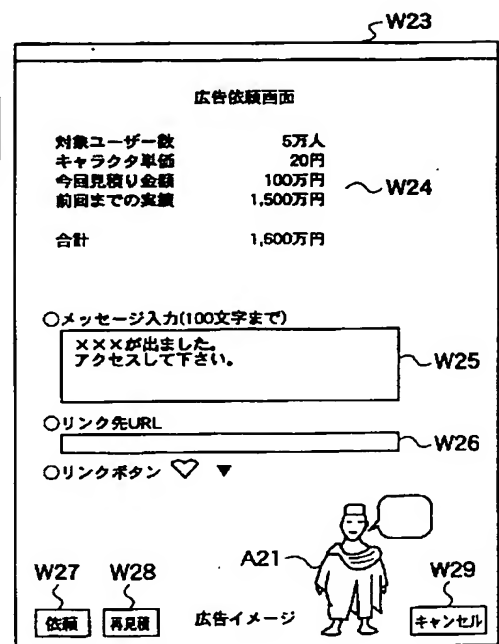 W23
広告依頼画面
対象ユーザー数 5万人
キャラクタ単価 20円
今回見積り金額 100万円
前回までの実績 1,500万円
W24
合計 1,600万円
○メッセージ入力(100文字まで)
×××が出ました。
アクセスして下さい。
W25
○リンク先URL
W26
○リンクボタン ♡ ▼
A21
W27 W28 W29
依頼 再見積 広告イメージ キャンセル